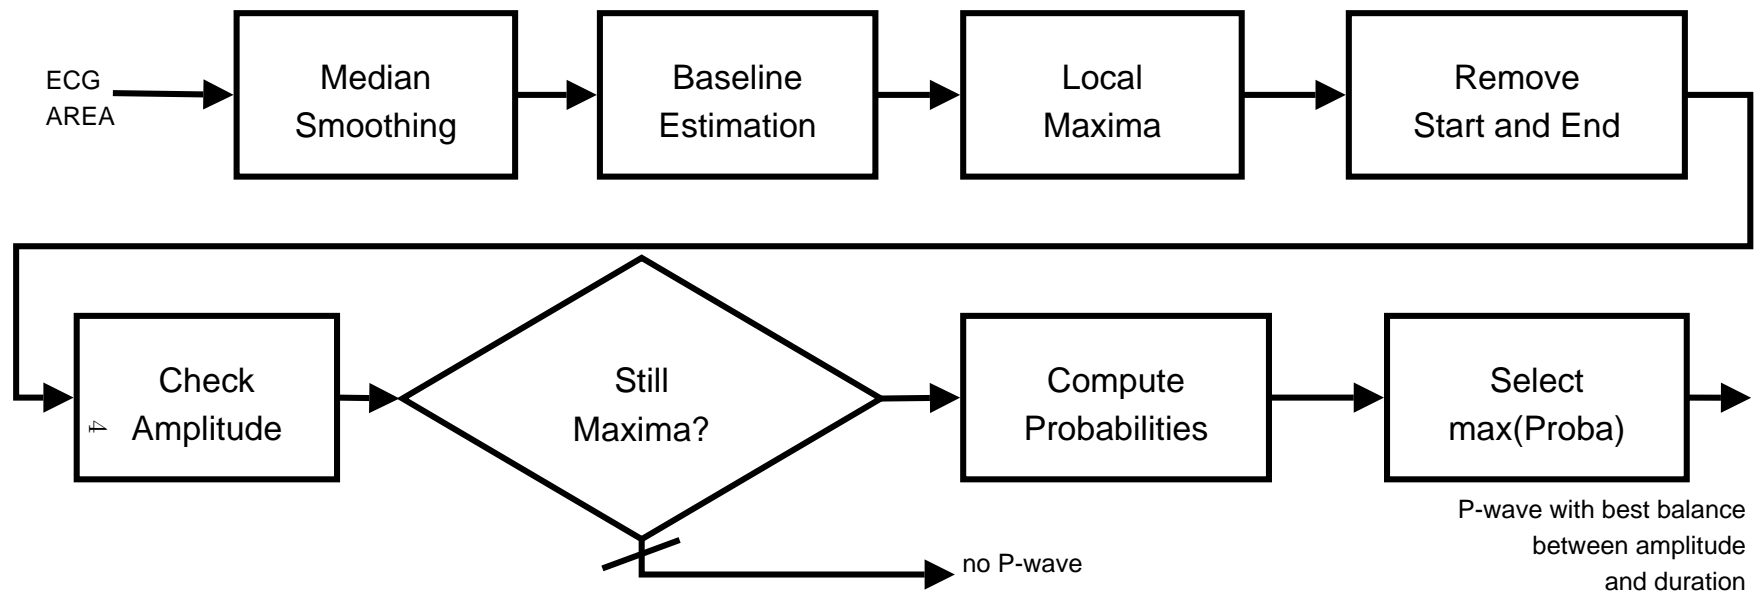 ECG
AREA
Median
Smoothing
Baseline
Estimation
Local
Maxima
Remove
Start and End
Check
Amplitude
4
Still
Maxima?
Compute
Probabilities
Select
max(Proba)
no P-wave
P-wave with best balance
between amplitude
and duration